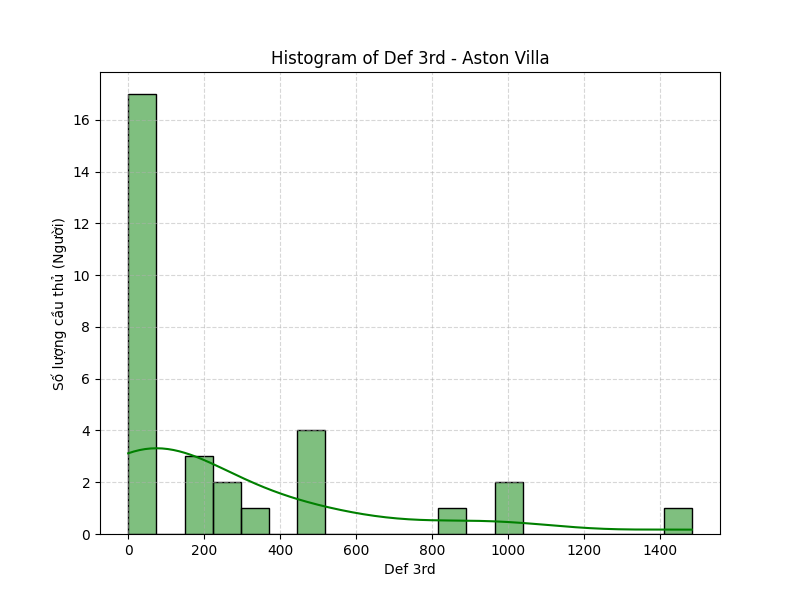 Histogram of Def 3rd - Aston Villa
Số lượng cầu thủ (Người)
16
14
12
10
8
6
4
2
0
0 200 400 600 800 1000 1200 1400
Def 3rd